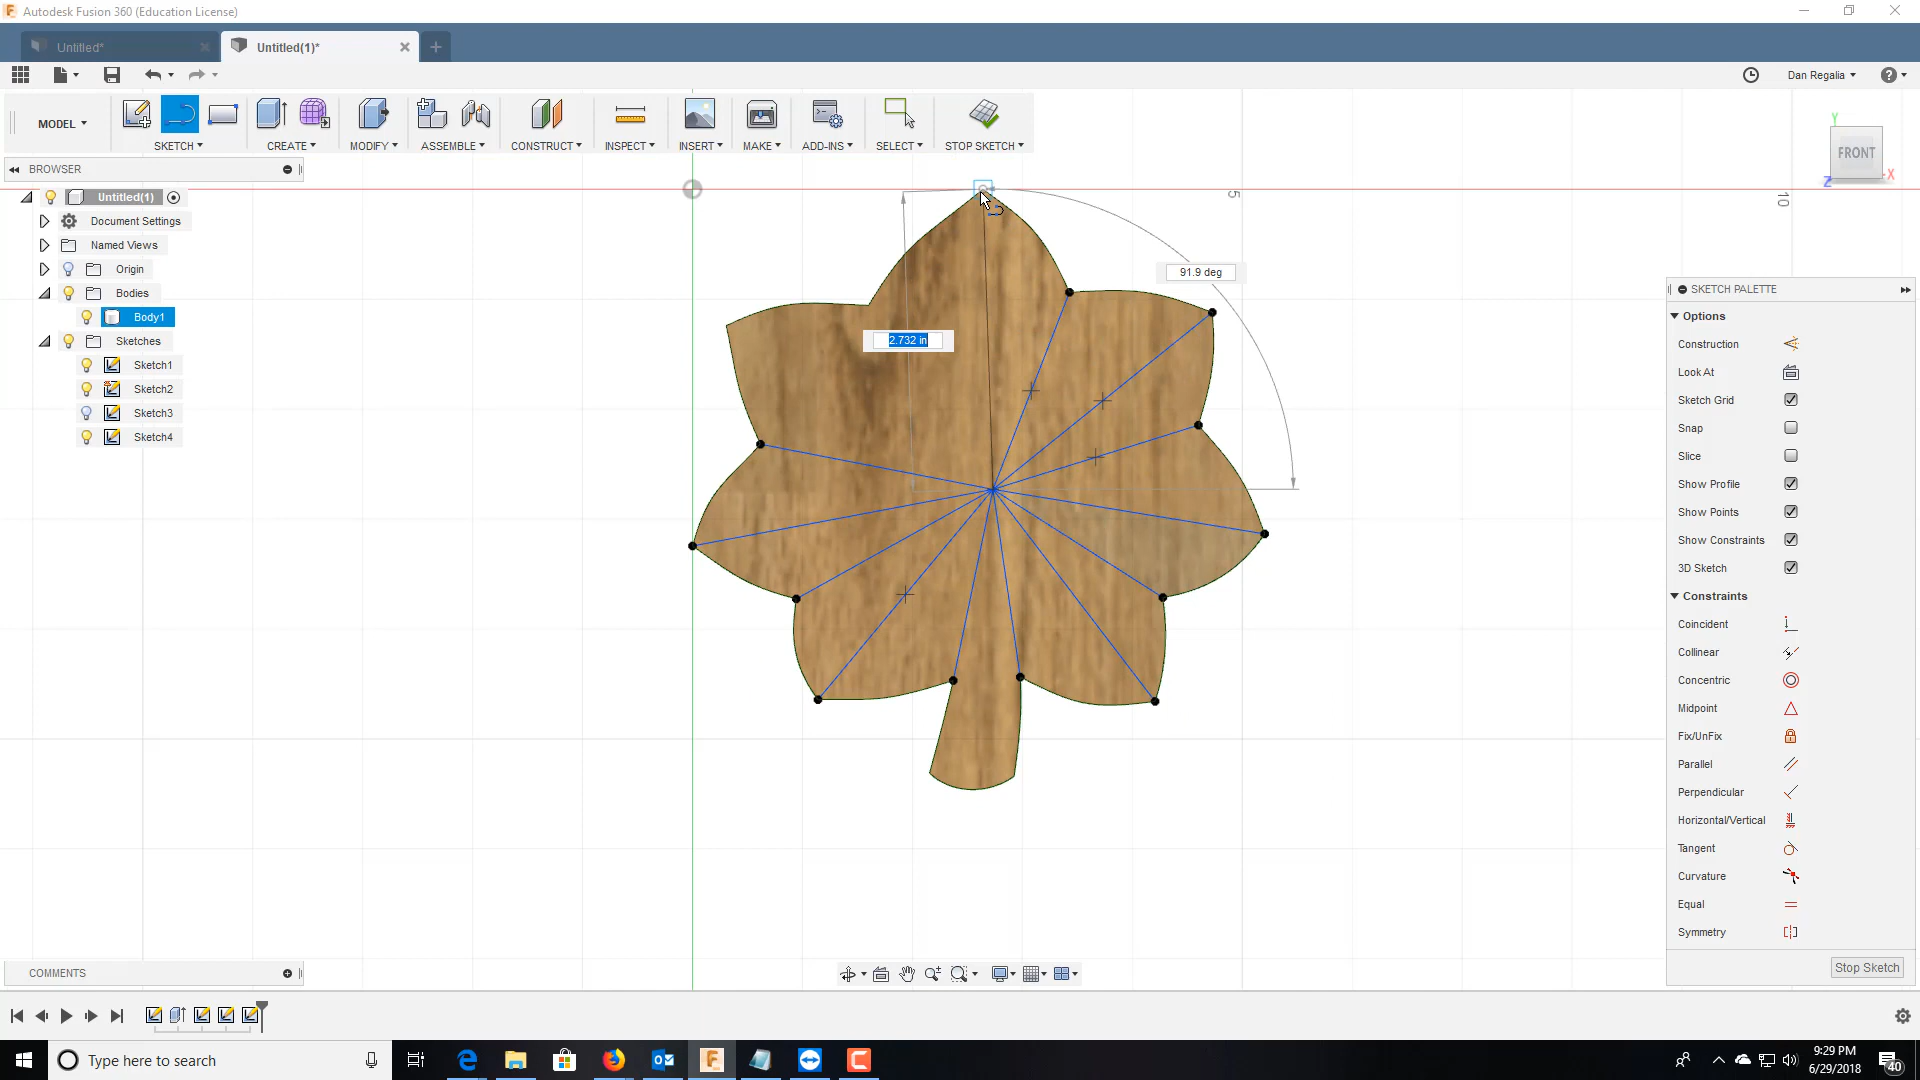 Autodesk Fusion 360 (Education License)
Untitled*
Untitled(1)*
Dan Regalia
MODEL
SKETCH
CREATE
MODIFY
ASSEMBLE
CONSTRUCT
INSPECT
INSERT
MAKE
ADD-INS
SELECT
STOP SKETCH
BROWSER
Untitled(1)
Document Settings
Named Views
Origin
Bodies
Body1
Sketches
Sketch1
Sketch2
Sketch3
Sketch4
5
10
91.9 deg
2.732 in
Y
FRONT
Z
X
SKETCH PALETTE
Options
Construction
Look At
Sketch Grid
Snap
Slice
Show Profile
Show Points
Show Constraints
3D Sketch
Constraints
Coincident
Collinear
Concentric
Midpoint
Fix/UnFix
Parallel
Perpendicular
Horizontal/Vertical
Tangent
Curvature
Equal
Symmetry
Stop Sketch
COMMENTS
Type here to search
9:29 PM
6/29/2018
40